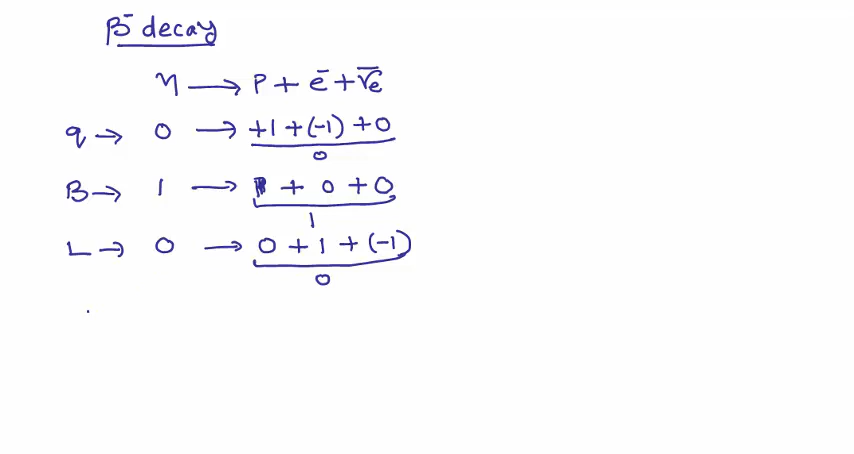 β⁻ decay
η → P + e⁻ + ν̄e
q → 0 → +1 + (-1) + 0
0
B → 1 → 1 + 0 + 0
1
L → 0 → 0 + 1 + (-1)
0